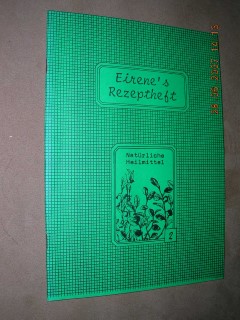 Eirene's
Rezeptheft
Natürliche
Heilmittel
2